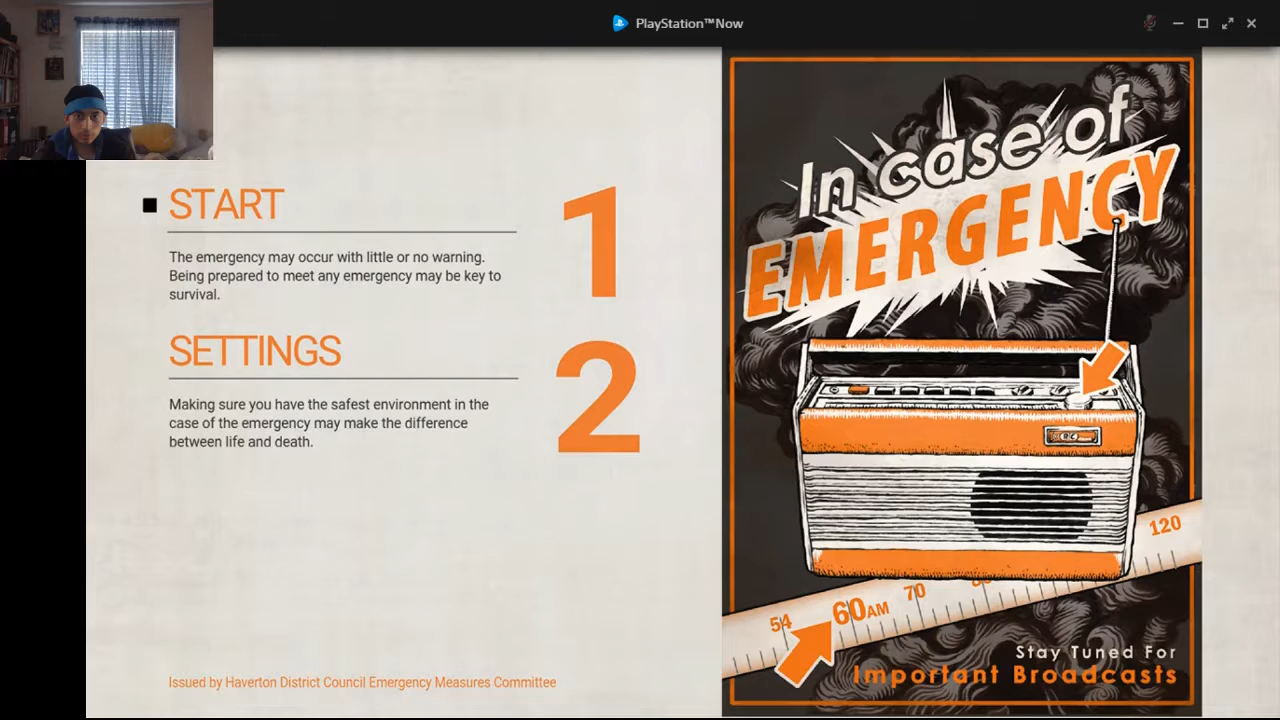 PlayStation™Now
START
The emergency may occur with little or no warning.
Being prepared to meet any emergency may be key to
survival.
1
SETTINGS
Making sure you have the safest environment in the
case of the emergency may make the difference
between life and death.
2
Issued by Haverton District Council Emergency Measures Committee
In case of
EMERGENCY
54 60AM 70 120
Stay Tuned For
Important Broadcasts